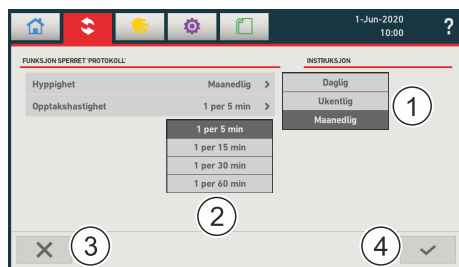 1-Jun-2020
10:00
?
FUNKSJON SPERRET 'PROTOKOLL'
INSTRUKSJON
Hyppighet Maanedlig >
Opptakshastighet 1 per 5 min >
Daglig
Ukentlig
Maanedlig
1
1 per 5 min
1 per 15 min
1 per 30 min
1 per 60 min
2
3
4